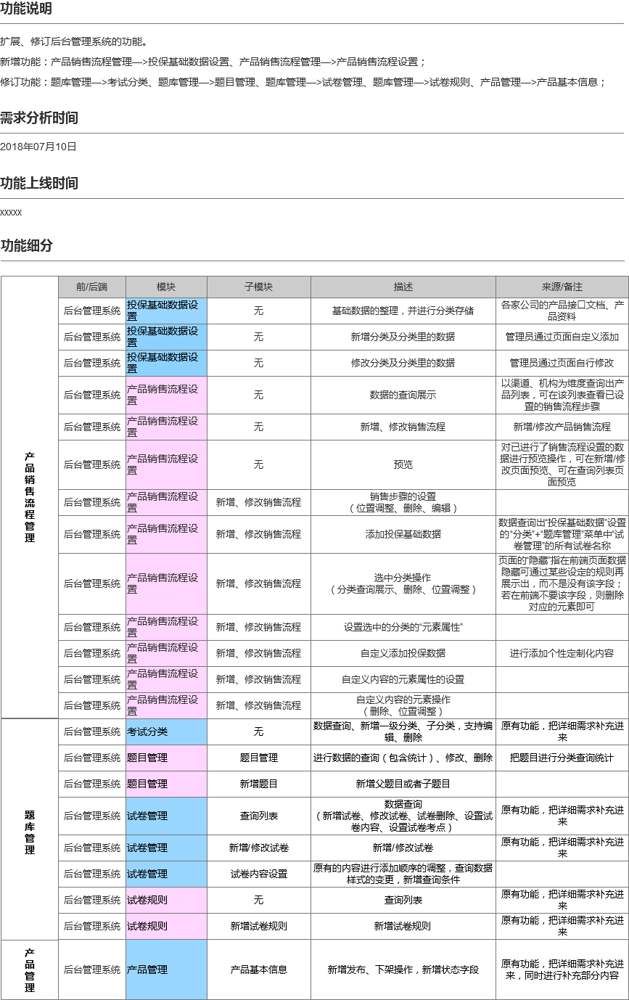 功能说明
扩展、修订后台管理系统的功能。
新增功能：产品销售流程管理—>投保基础数据设置、产品销售流程管理—>产品销售流程设置；
修订功能：题库管理—>考试分类、题库管理—>题目管理、题库管理—>试卷管理、题库管理—>试卷规则、产品管理—>产品基本信息；
需求分析时间
2018年07月10日
功能上线时间
xxxxx
功能细分
前/后端 模块 子模块 描述 来源/备注
产品销售流程管理
后台管理系统 投保基础数据设置 无 基础数据的整理，并进行分类存储 各家公司的产品接口文档、产品资料
后台管理系统 投保基础数据设置 无 新增分类及分类里的数据 管理员通过页面自定义添加
后台管理系统 投保基础数据设置 无 修改分类及分类里的数据 管理员通过页面自行修改
后台管理系统 产品销售流程设置 无 数据的查询展示 以渠道、机构为维度查询出产品列表，可在该列表查看已设置的销售流程步骤
后台管理系统 产品销售流程设置 无 新增、修改销售流程 新增/修改产品销售流程
后台管理系统 产品销售流程设置 无 预览 对已进行了销售流程设置的数据进行预览操作，可在新增/修改页面预览、可在查询列表页面预览
后台管理系统 产品销售流程设置 新增、修改销售流程 销售步骤的设置（位置调整、删除、编辑）
后台管理系统 产品销售流程设置 新增、修改销售流程 添加投保基础数据 数据查询出“投保基础数据”设置的“分类”+“题库管理”菜单中“试卷管理”的所有试卷名称
后台管理系统 产品销售流程设置 新增、修改销售流程 选中分类操作（分类查询展示、删除、位置调整） 页面的“隐藏”指在前端页面数据隐藏可通过某些设定的规则再展示出，而不是没有该字段；若在前端不要该字段，则删除对应的元素即可
后台管理系统 产品销售流程设置 新增、修改销售流程 设置选中的分类的“元素属性”
后台管理系统 产品销售流程设置 新增、修改销售流程 自定义添加投保数据 进行添加个性定制化内容
后台管理系统 产品销售流程设置 新增、修改销售流程 自定义内容的元素属性的设置
后台管理系统 产品销售流程设置 新增、修改销售流程 自定义内容的元素操作（删除、位置调整）
题库管理
后台管理系统 考试分类 无 数据查询、新增一级分类、子分类，支持编辑、删除 原有功能，把详细需求补充进来
后台管理系统 题目管理 题目管理 进行数据的查询（包含统计）、修改、删除 把题目进行分类查询统计
后台管理系统 题目管理 新增题目 新增父题目或者子题目
后台管理系统 试卷管理 查询列表 数据查询（新增试卷、修改试卷、试卷删除、设置试卷内容、设置试卷考点） 原有功能，把详细需求补充进来
后台管理系统 试卷管理 新增/修改试卷 新增/修改试卷 原有功能，把详细需求补充进来
后台管理系统 试卷管理 试卷内容设置 原有的内容进行添加顺序的调整，查询数据样式的变更，新增查询条件
后台管理系统 试卷规则 无 查询列表 原有功能，把详细需求补充进来
后台管理系统 试卷规则 新增试卷规则 新增试卷规则 原有功能，把详细需求补充进来
产品管理
后台管理系统 产品管理 产品基本信息 新增发布、下架操作，新增状态字段 原有功能，把详细需求补充进来，同时进行补充部分内容